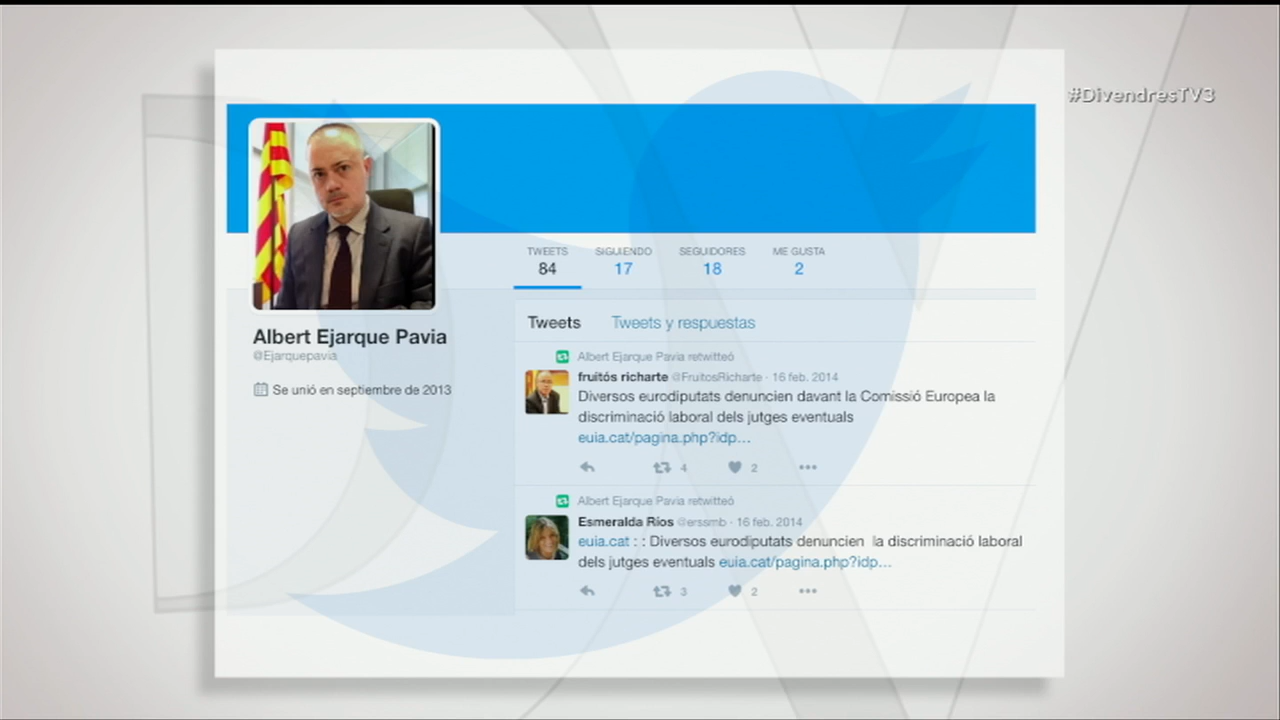 #DivendresTV3
Albert Ejarque Pavia
@Ejarquepavia
Se unió en septiembre de 2013
TWEETS SIGUIENDO SEGUIDORES ME GUSTA
84 17 18 2
Tweets Tweets y respuestas
Albert Ejarque Pavia retwitteó
fruitós richarte @FruitosRicharte · 16 feb. 2014
Diversos eurodiputats denuncien davant la Comissió Europea la
discriminació laboral dels jutges eventuals
euia.cat/pagina.php?idp...
4 2
Albert Ejarque Pavia retwitteó
Esmeralda Ríos @erssmb · 16 feb. 2014
euia.cat : : Diversos eurodiputats denuncien la discriminació laboral
dels jutges eventuals euia.cat/pagina.php?idp...
3 2